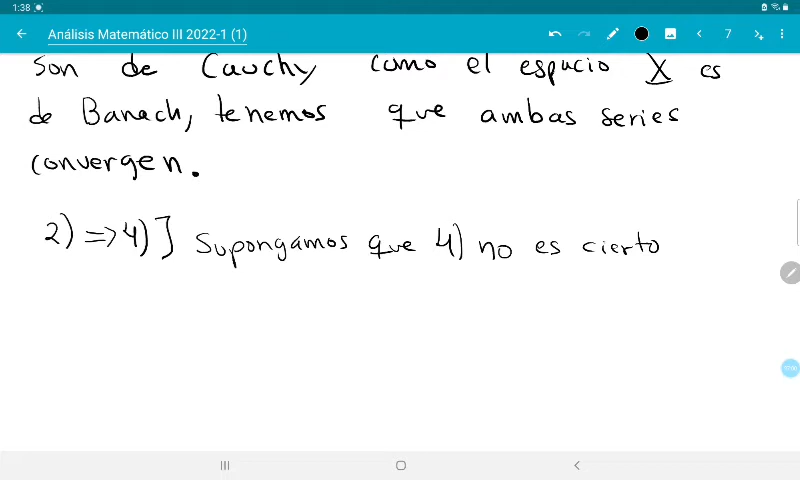 1:38
Análisis Matemático III 2022-1 (1)
7
son de Cauchy como el espacio X es
de Banach, tenemos que ambas series
convergen.
2) => 4) ] Supongamos que 4) no es cierto